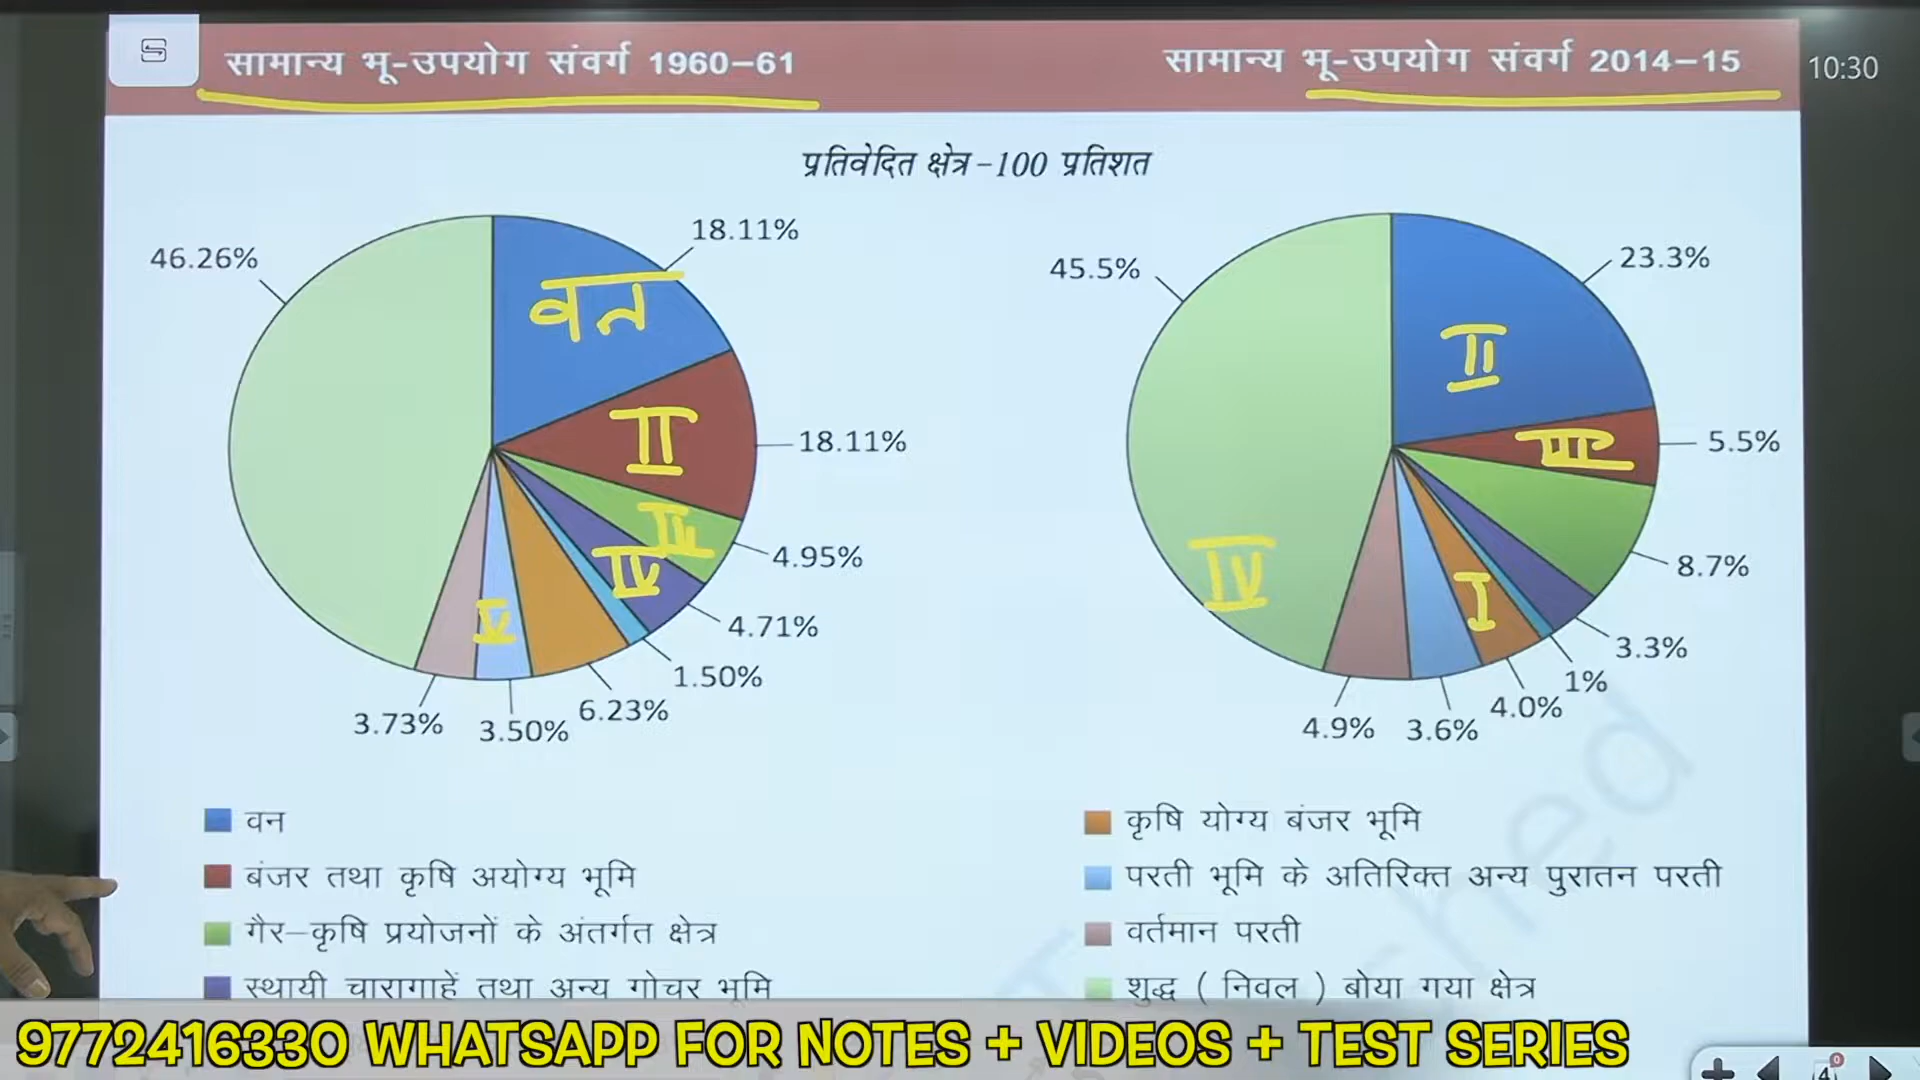 सामान्य भू-उपयोग संवर्ग 1960–61
सामान्य भू-उपयोग संवर्ग 2014–15
10:30
प्रतिवेदित क्षेत्र–100 प्रतिशत
46.26%
18.11%
वन
II
18.11%
III
4.95%
IV
4.71%
V
1.50%
6.23%
3.50%
3.73%
45.5%
23.3%
II
III
5.5%
8.7%
IV
I
3.3%
1%
4.0%
3.6%
4.9%
वन
बंजर तथा कृषि अयोग्य भूमि
गैर–कृषि प्रयोजनों के अंतर्गत क्षेत्र
स्थायी चारागाहें तथा अन्य गोचर भूमि
कृषि योग्य बंजर भूमि
परती भूमि के अतिरिक्त अन्य पुरातन परती
वर्तमान परती
शुद्ध ( निवल ) बोया गया क्षेत्र
9772416330 WHATSAPP FOR NOTES + VIDEOS + TEST SERIES